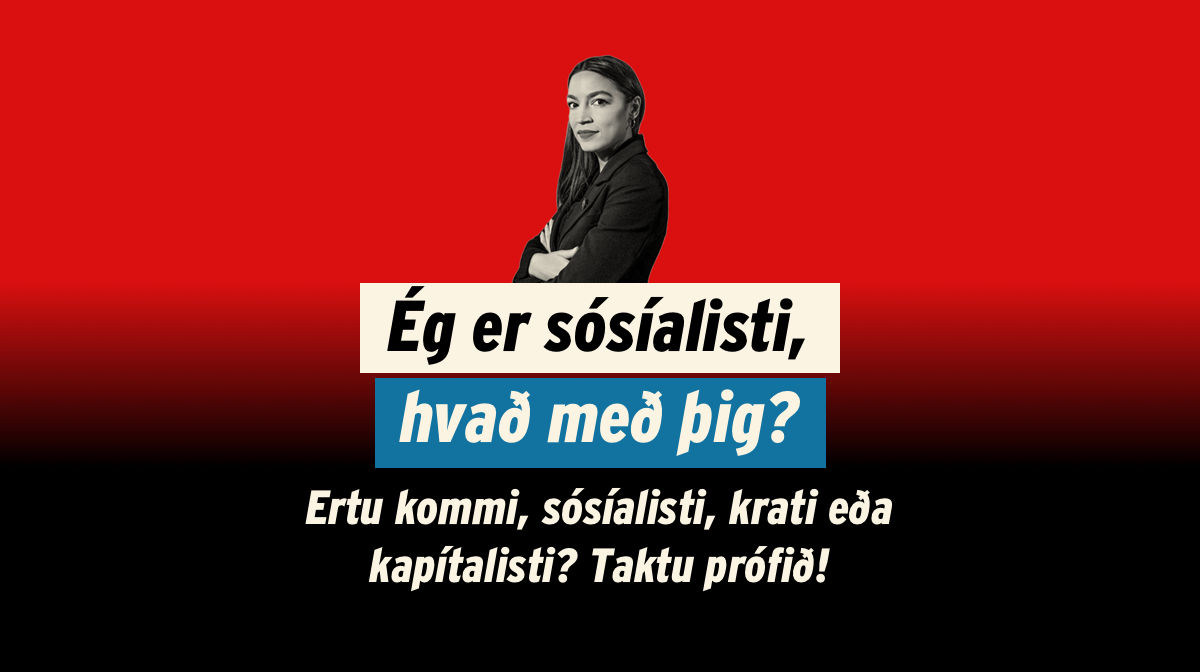 Ég er sósíalisti,
hvað með þig?
Ertu kommi, sósíalisti, krati eða
kapítalisti? Taktu prófið!